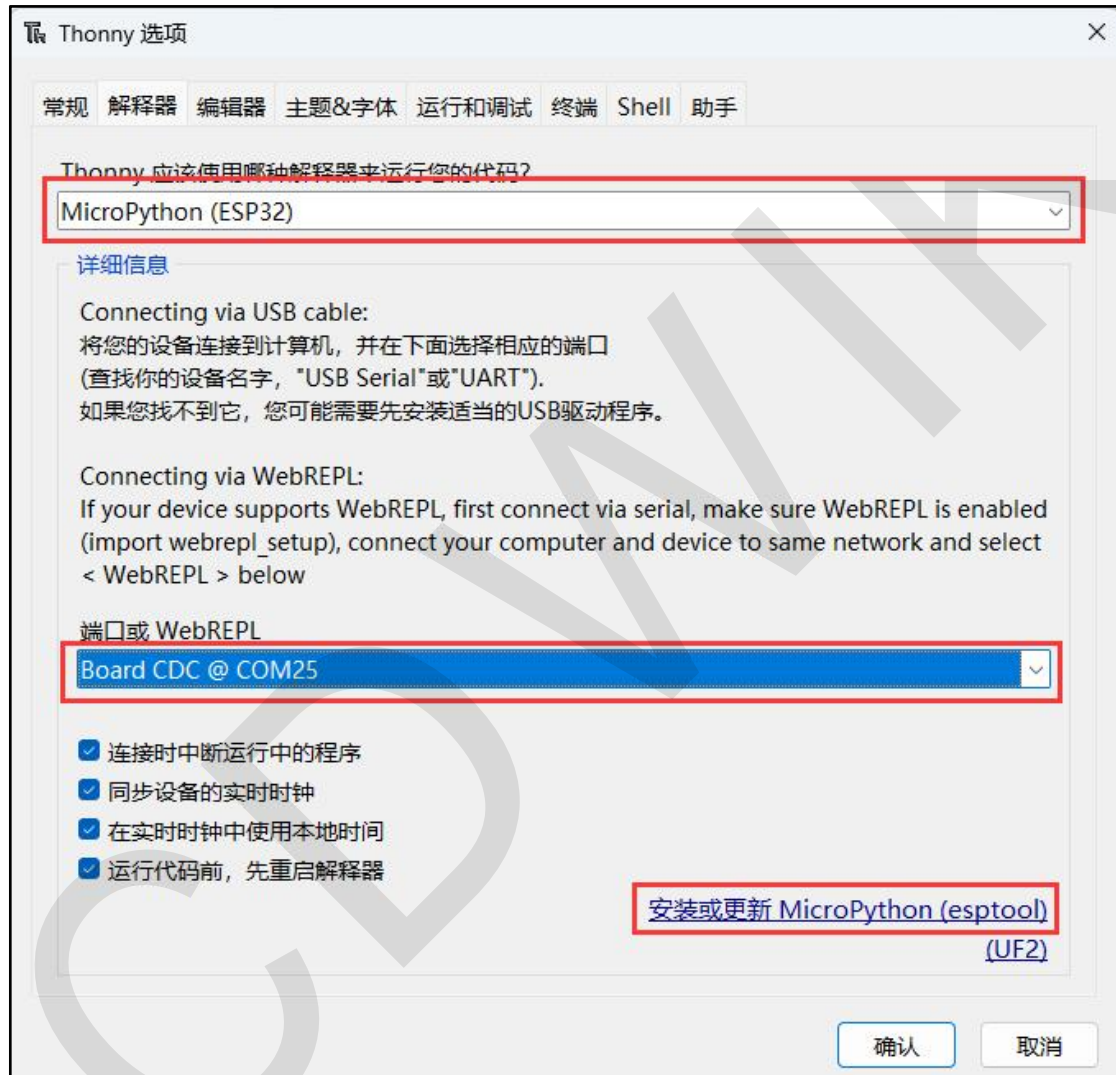 Thonny 选项
常规 解释器 编辑器 主题&字体 运行和调试 终端 Shell 助手
Thonny 应该使用哪种解释器来运行您的代码?
MicroPython (ESP32)
详细信息
Connecting via USB cable:
将您的设备连接到计算机，并在下面选择相应的端口
(查找你的设备名字，"USB Serial"或"UART").
如果您找不到它，您可能需要先安装适当的USB驱动程序。
Connecting via WebREPL:
If your device supports WebREPL, first connect via serial, make sure WebREPL is enabled
(import webrepl_setup), connect your computer and device to same network and select
< WebREPL > below
端口或 WebREPL
Board CDC @ COM25
连接时中断运行中的程序
同步设备的实时时钟
在实时时钟中使用本地时间
运行代码前，先重启解释器
安装或更新 MicroPython (esptool)
(UF2)
确认 取消
CDWIK